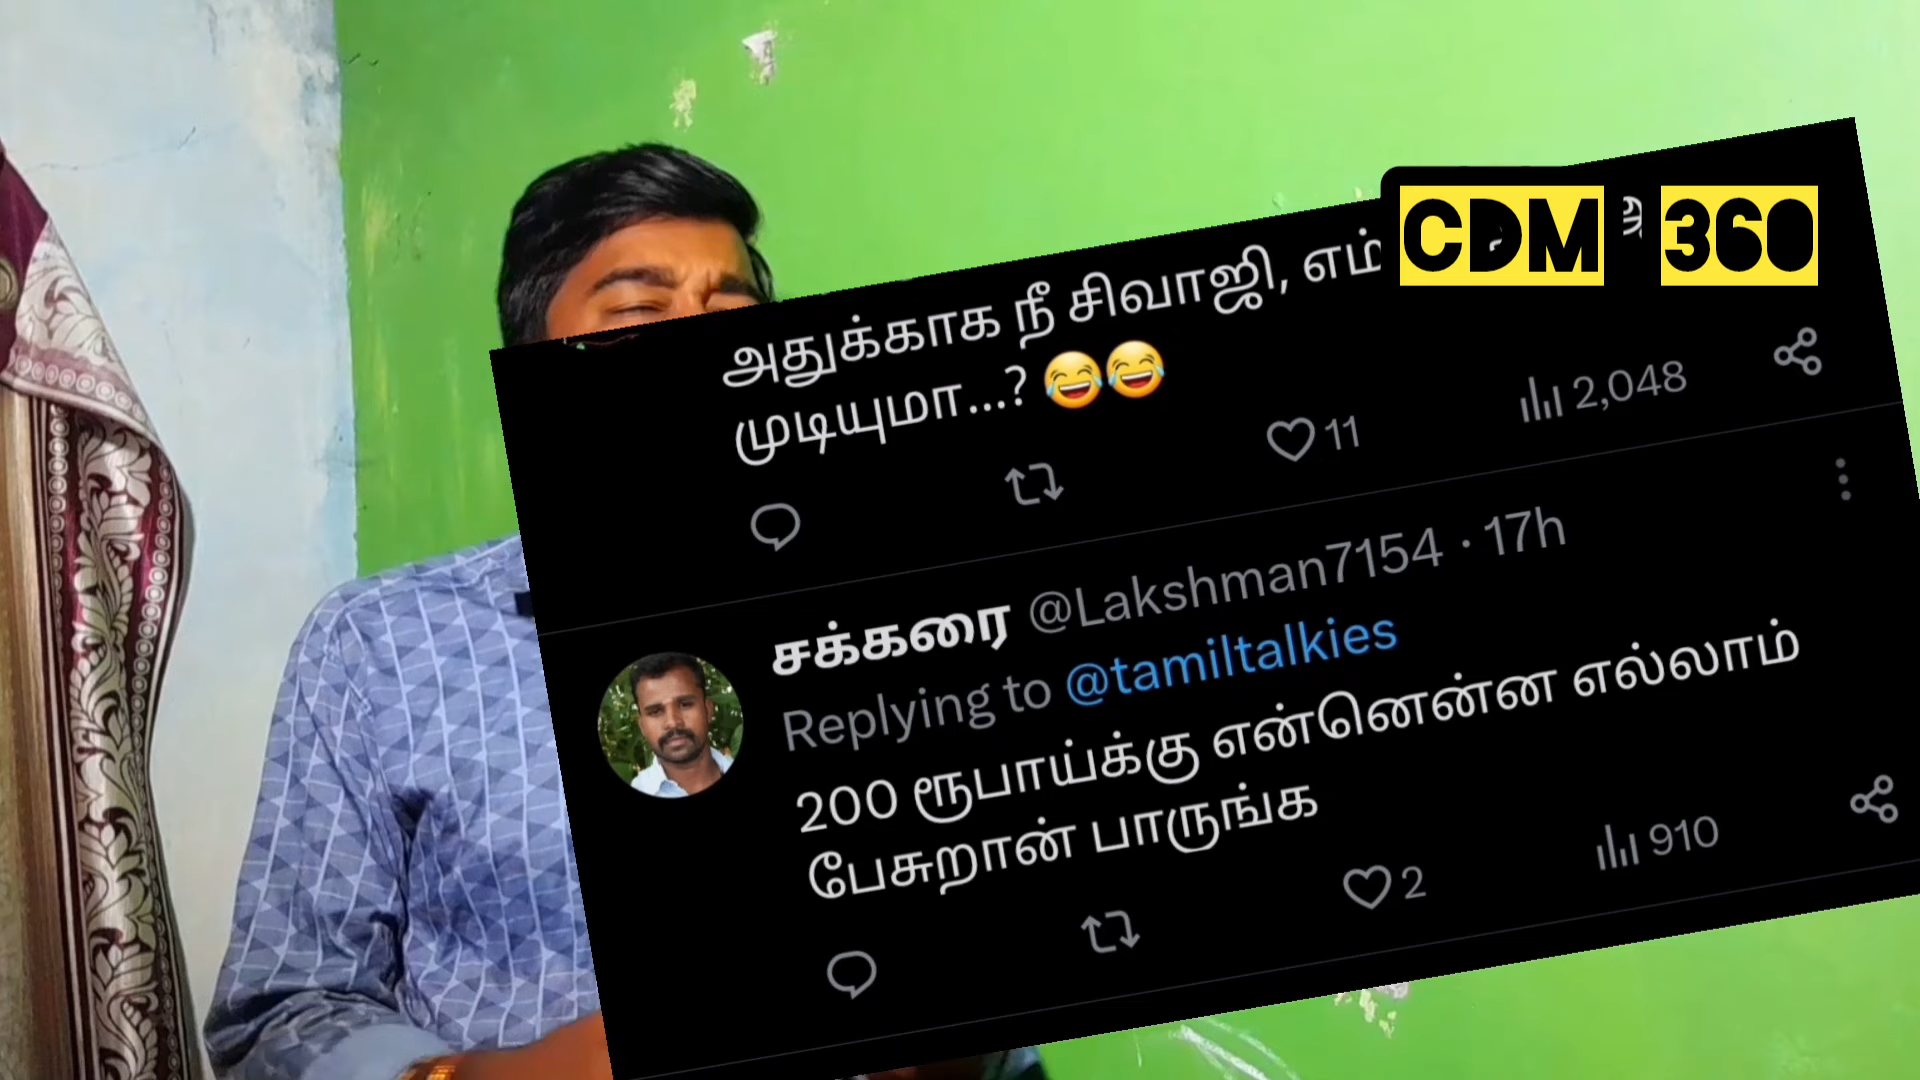 CDM 360
அதுக்காக நீ சிவாஜி, எம்
முடியுமா...? 😂😂
11 2,048
சக்கரை @Lakshman7154 · 17h
Replying to @tamiltalkies
200 ரூபாய்க்கு என்னென்ன எல்லாம்
பேசுறான் பாருங்க
2 910